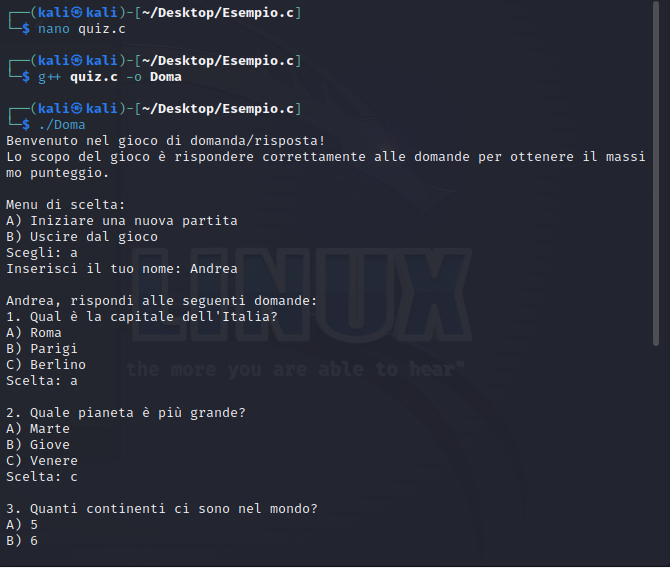 ┌──(kali㉿kali)-[~/Desktop/Esempio.c]
└─$ nano quiz.c
┌──(kali㉿kali)-[~/Desktop/Esempio.c]
└─$ g++ quiz.c -o Doma
┌──(kali㉿kali)-[~/Desktop/Esempio.c]
└─$ ./Doma
Benvenuto nel gioco di domanda/risposta!
Lo scopo del gioco è rispondere correttamente alle domande per ottenere il massi
mo punteggio.
Menu di scelta:
A) Iniziare una nuova partita
B) Uscire dal gioco
Scegli: a
Inserisci il tuo nome: Andrea
Andrea, rispondi alle seguenti domande:
1. Qual è la capitale dell'Italia?
A) Roma
B) Parigi
C) Berlino
Scelta: a
2. Quale pianeta è più grande?
A) Marte
B) Giove
C) Venere
Scelta: c
3. Quanti continenti ci sono nel mondo?
A) 5
B) 6
LINUX
the more you are able to hear"